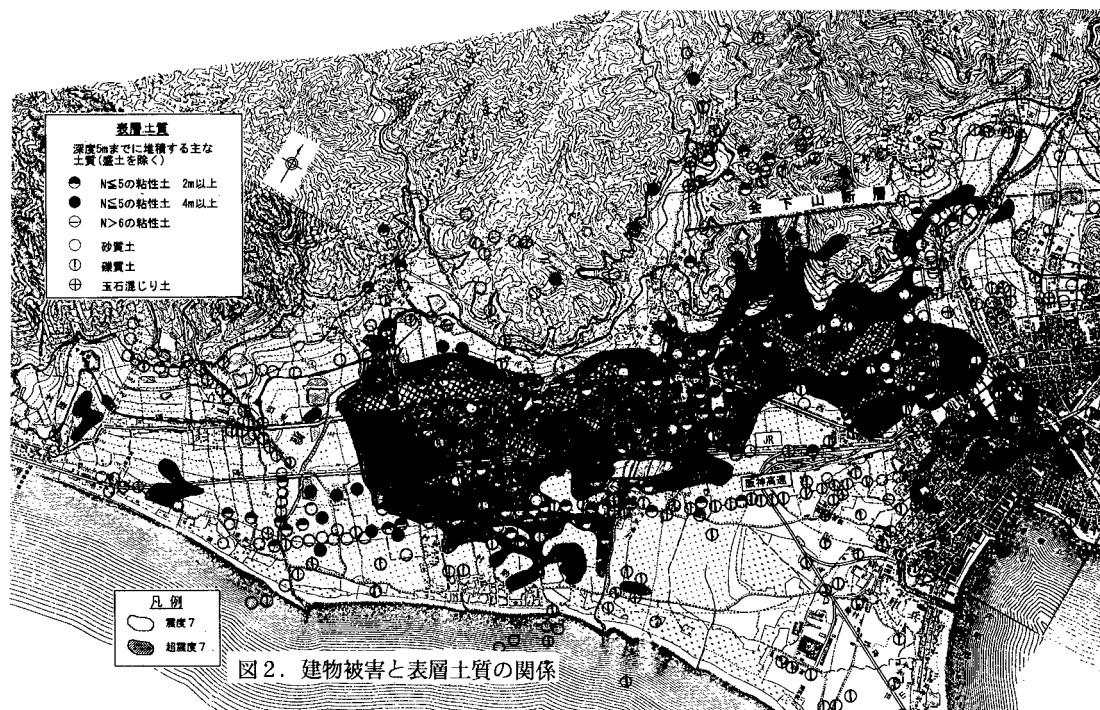 表層土質
深度5mまでに堆積する主な
土質(盛土を除く)
N≦5の粘性土 2m以上
N≦5の粘性土 4m以上
N>6の粘性土
砂質土
礫質土
玉石混じり土
会下山断層
JR
阪神高速
凡例
震度7
超震度7
図2. 建物被害と表層土質の関係